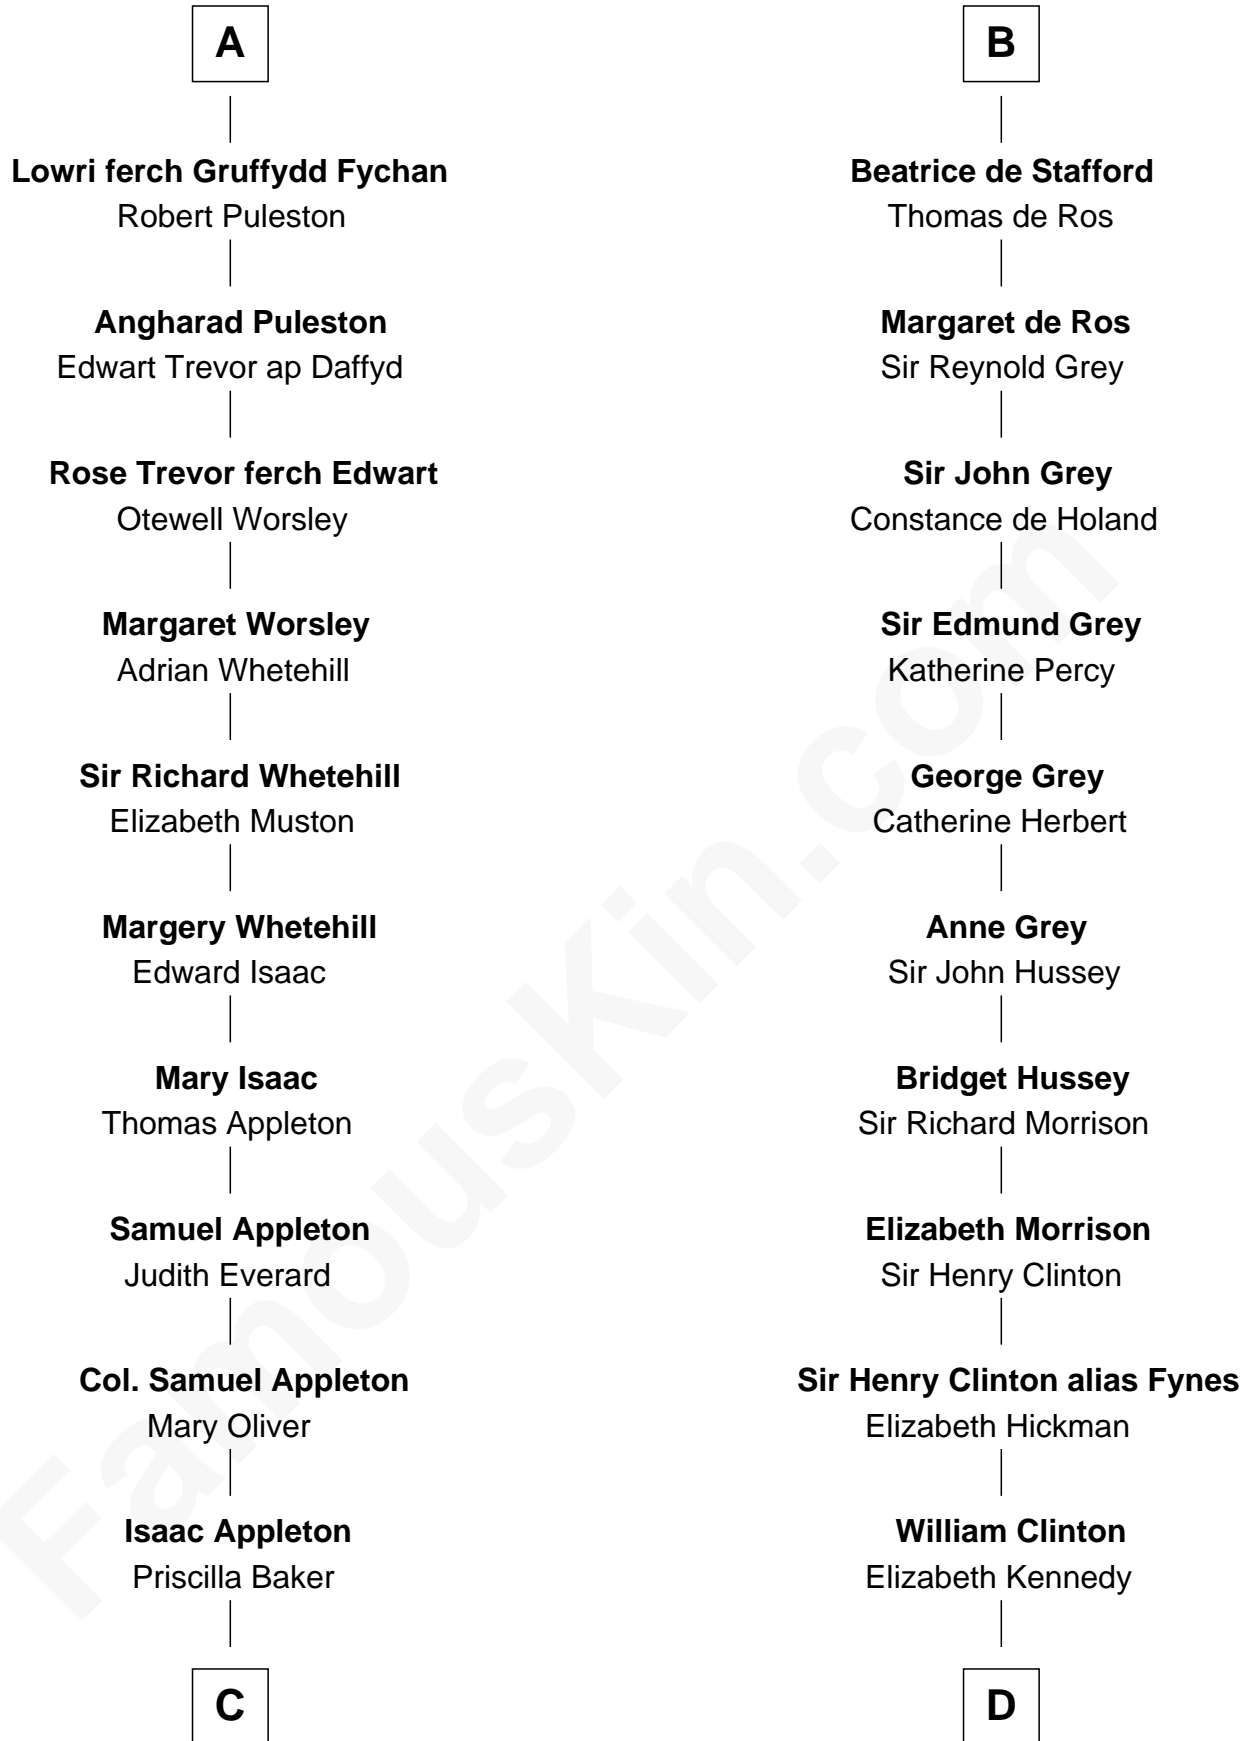 A
Lowri ferch Gruffydd Fychan
Robert Puleston
Angharad Puleston
Edwart Trevor ap Daffyd
Rose Trevor ferch Edwart
Otewell Worsley
Margaret Worsley
Adrian Whetehill
Sir Richard Whetehill
Elizabeth Muston
Margery Whetehill
Edward Isaac
Mary Isaac
Thomas Appleton
Samuel Appleton
Judith Everard
Col. Samuel Appleton
Mary Oliver
Isaac Appleton
Priscilla Baker
C
B
Beatrice de Stafford
Thomas de Ros
Margaret de Ros
Sir Reynold Grey
Sir John Grey
Constance de Holand
Sir Edmund Grey
Katherine Percy
George Grey
Catherine Herbert
Anne Grey
Sir John Hussey
Bridget Hussey
Sir Richard Morrison
Elizabeth Morrison
Sir Henry Clinton
Sir Henry Clinton alias Fynes
Elizabeth Hickman
William Clinton
Elizabeth Kennedy
D
FamousKin.com